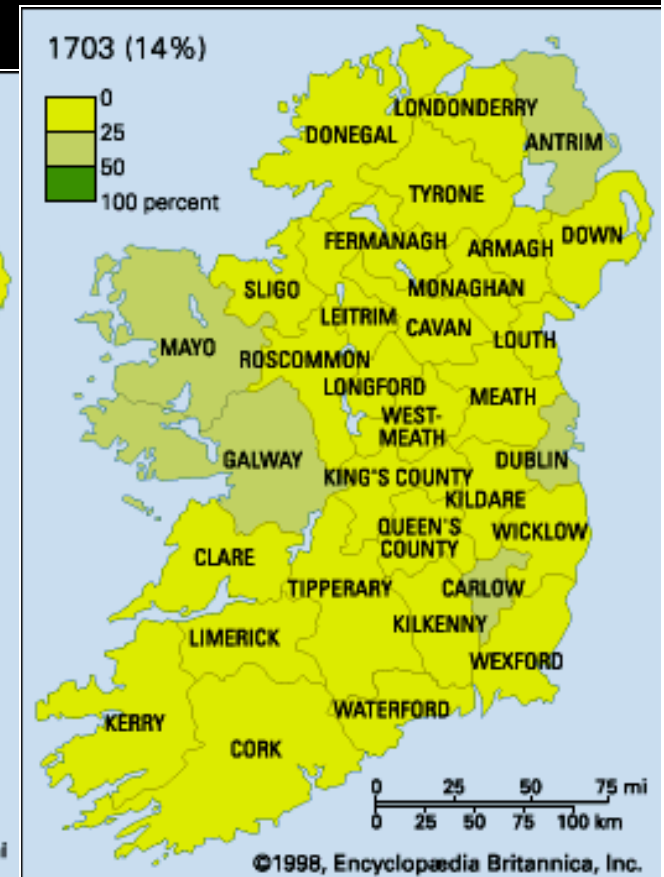 1703 (14%)
0
25
50
100 percent
LONDONDERRY
DONEGAL
ANTRIM
TYRONE
FERMANAGH
ARMAGH
DOWN
SLIGO
MONAGHAN
LEITRIM
CAVAN
LOUTH
MAYO
ROSCOMMON
LONGFORD
MEATH
WEST-
MEATH
GALWAY
DUBLIN
KING'S COUNTY
KILDARE
QUEEN'S
COUNTY
WICKLOW
CLARE
TIPPERARY
CARLOW
LIMERICK
KILKENNY
WEXFORD
WATERFORD
KERRY
CORK
0 25 50 75 mi
0 25 50 75 100 km
©1998, Encyclopædia Britannica, Inc.